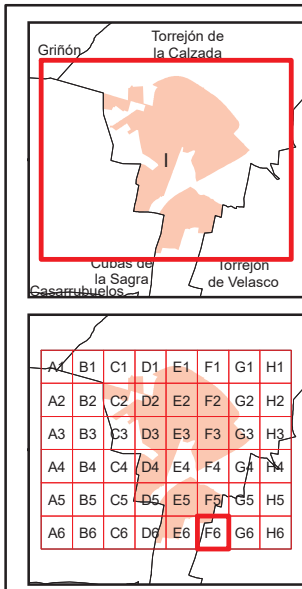 Torrejón de
la Calzada
Griñón
I
Cubas de
la Sagra
Torrejón
de Velasco
Casarrubuelos
A1 B1 C1 D1 E1 F1 G1 H1
A2 B2 C2 D2 E2 F2 G2 H2
A3 B3 C3 D3 E3 F3 G3 H3
A4 B4 C4 D4 E4 F4 G4 H4
A5 B5 C5 D5 E5 F5 G5 H5
A6 B6 C6 D6 E6 F6 G6 H6